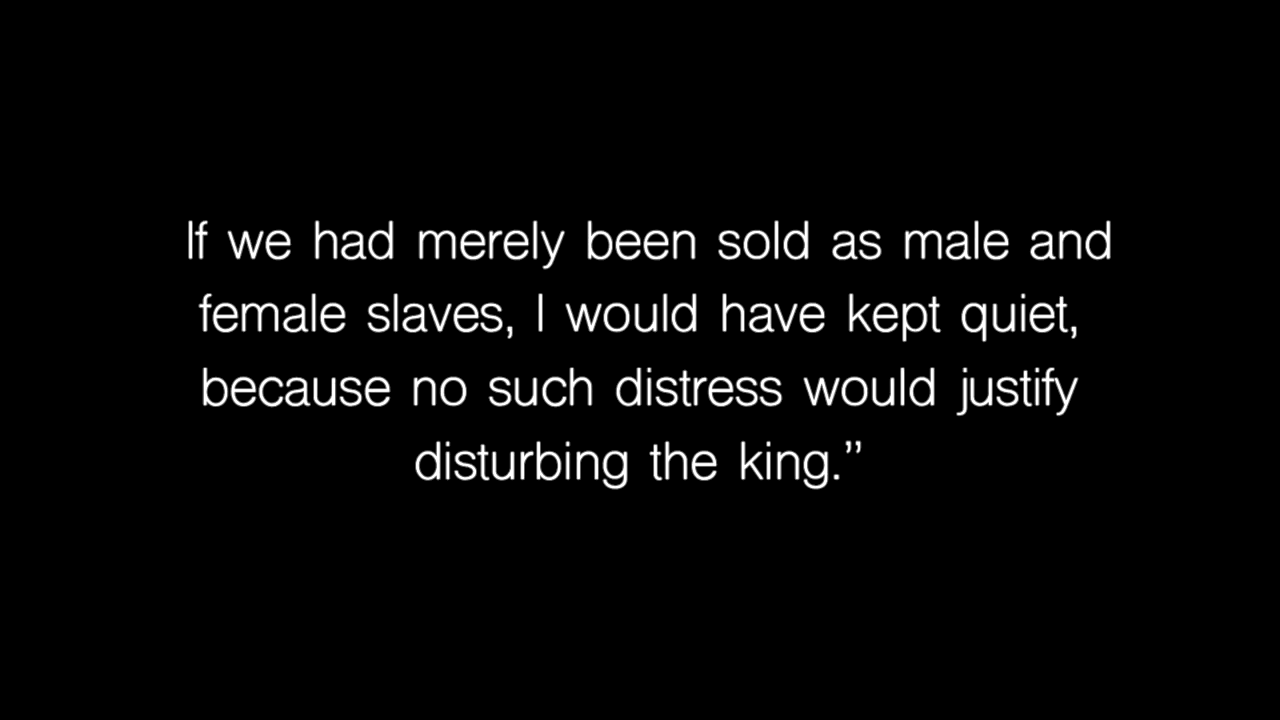 If we had merely been sold as male and
female slaves, I would have kept quiet,
because no such distress would justify
disturbing the king.”